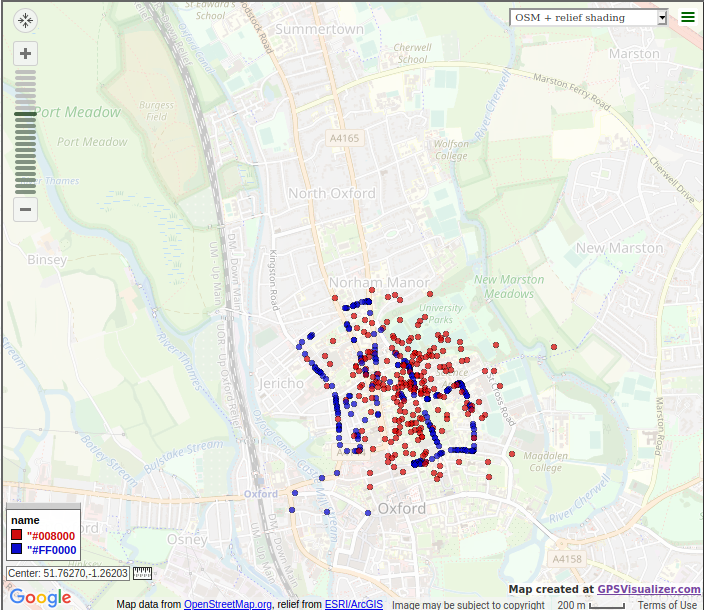 St Edward's
School
Woodstock Road
Summertown
OSM + relief shading
Cherwell
School
Marston
Marston Ferry Road
River Cherwell
Port Meadow
Burgess
Field
Port Meadow
A4165
Wolfson
College
Cherwell Drive
North Oxford
Binsey
Kingston Road
New Marston
Norham Manor
New Marston
Meadows
University
Parks
Jericho
Marston Road
Magdalen
College
Bulstake Stream
Oxford
Oxford
River Cherwell
Osney
A4158
name
"#008000
"#FF0000
Center: 51.76270,-1.26203
Map created at GPSVisualizer.com
Google
Map data from OpenStreetMap.org, relief from ESRI/ArcGIS
Image may be subject to copyright
200 m
Terms of Use